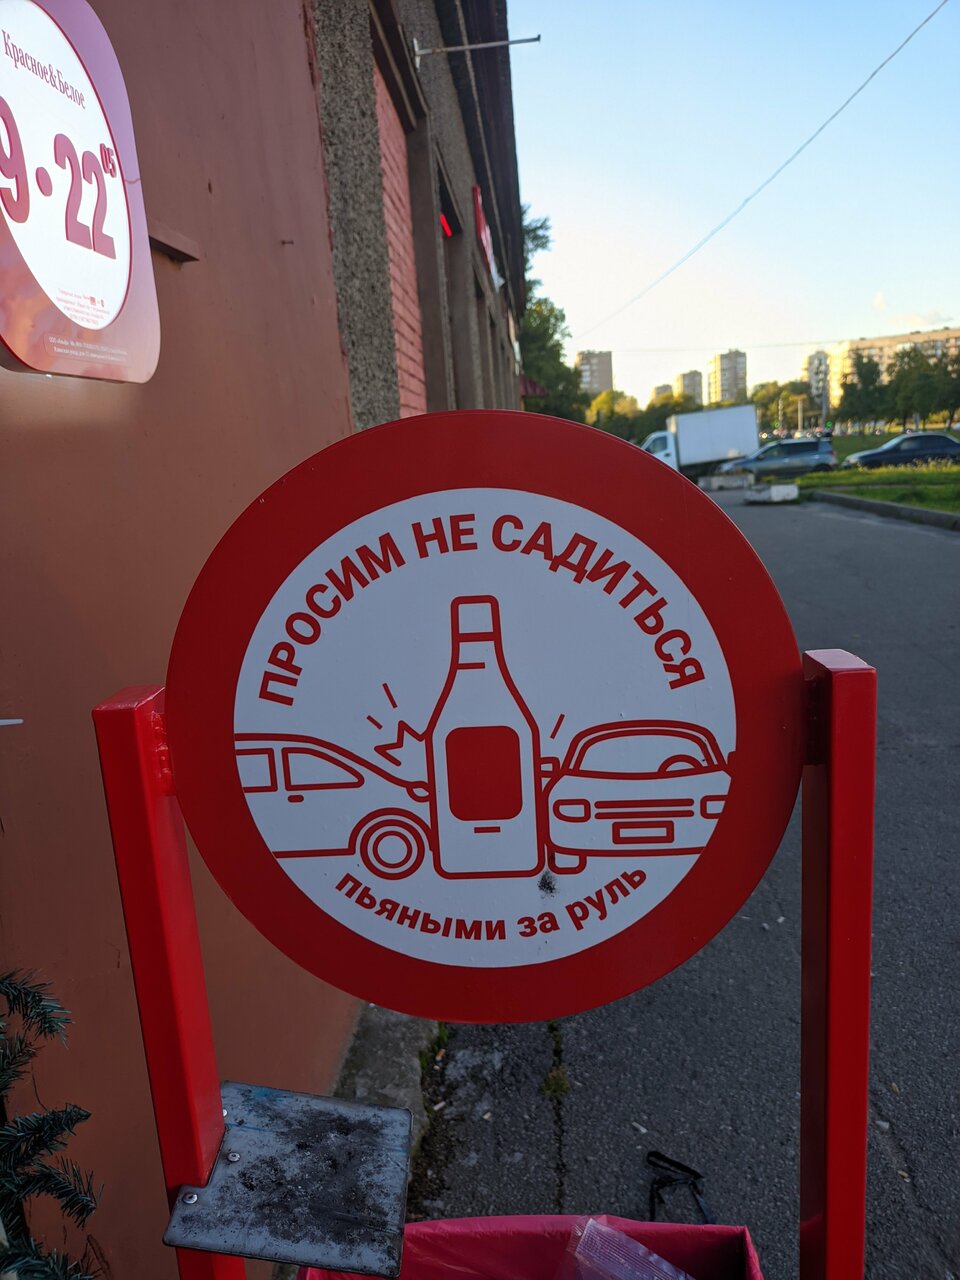 Красное&Белое
9•22⁰⁵
ПРОСИМ НЕ САДИТЬСЯ
пьяными за руль